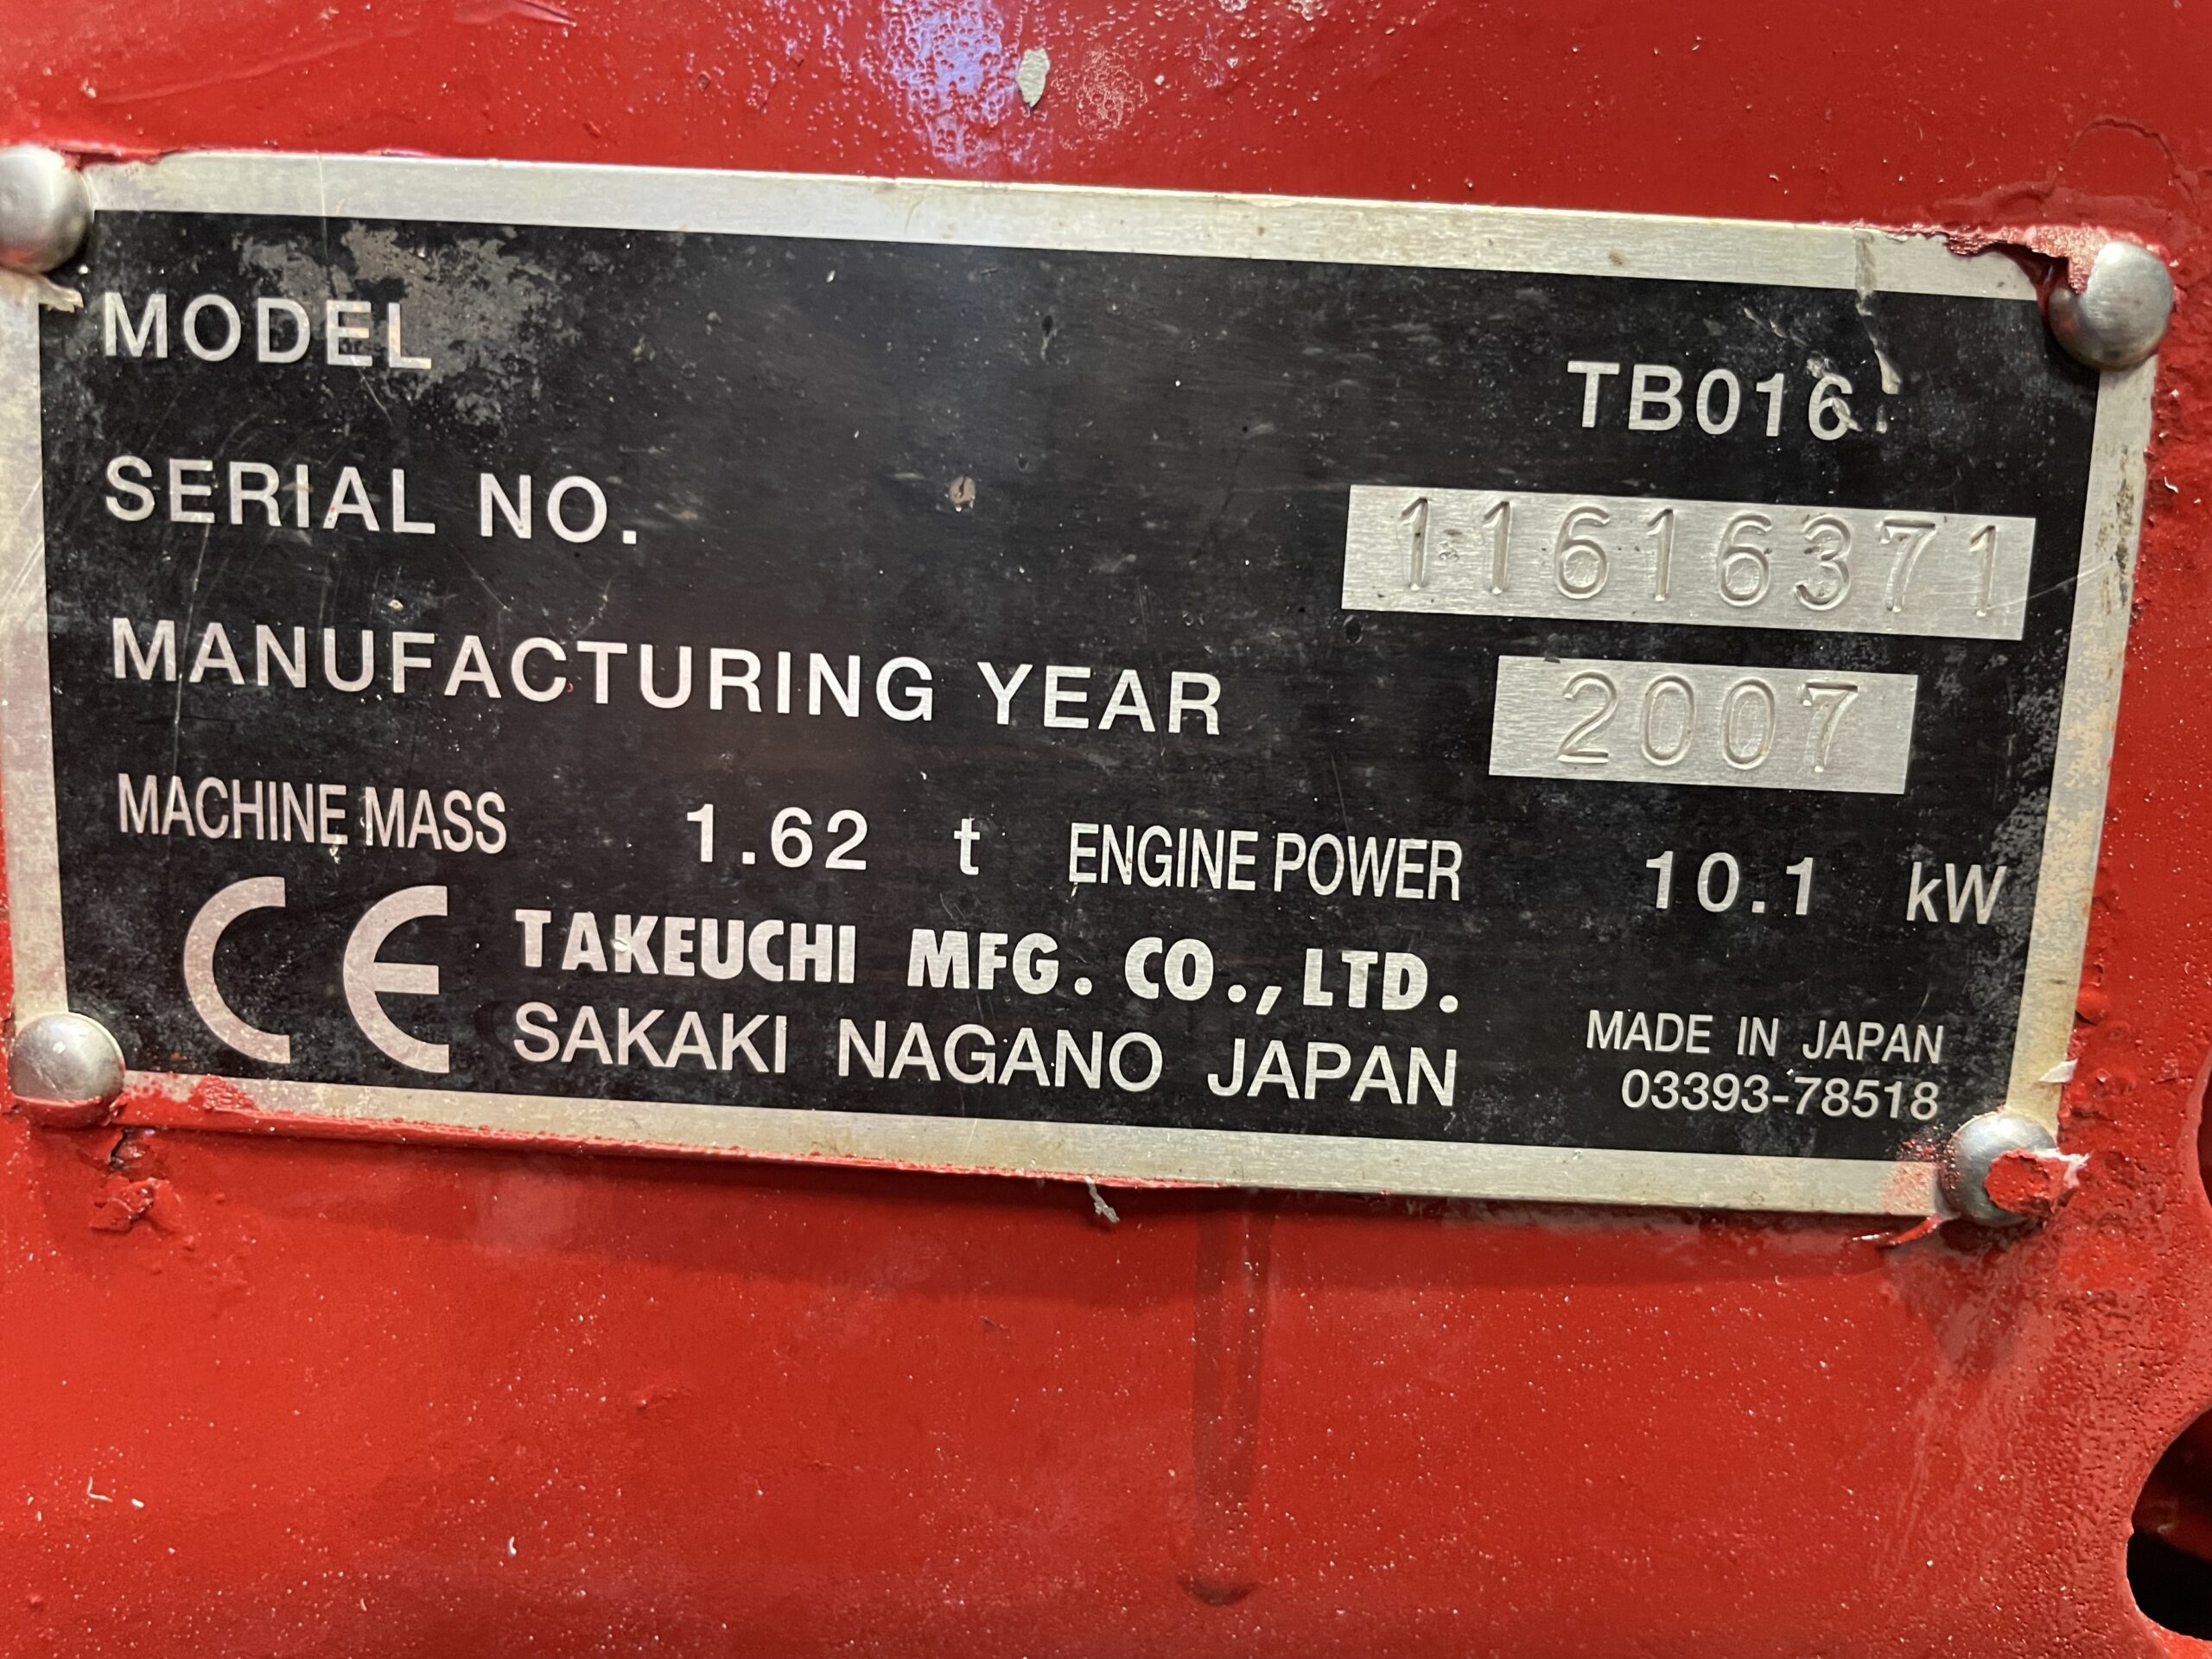 MODEL TB016
SERIAL NO. 11616371
MANUFACTURING YEAR 2007
MACHINE MASS 1.62 t ENGINE POWER 10.1 kW
CE TAKEUCHI MFG. CO., LTD.
SAKAKI NAGANO JAPAN
MADE IN JAPAN
03393-78518